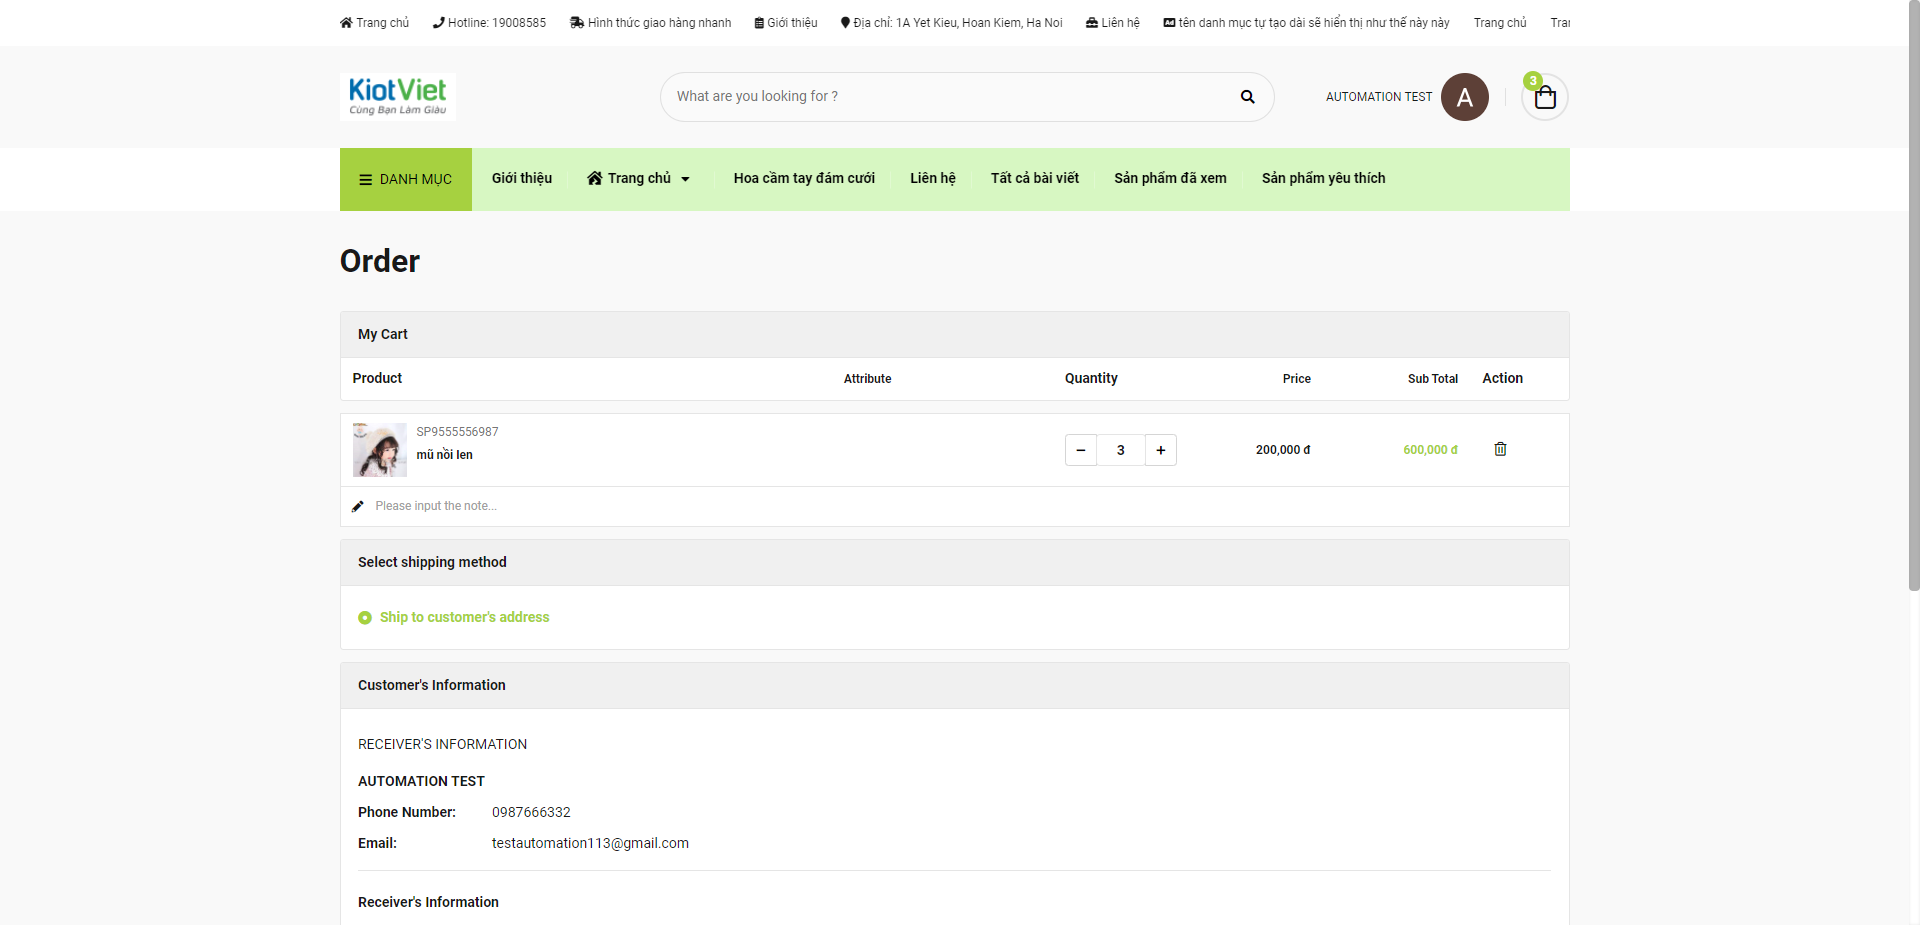 Trang chủ Hotline: 19008585 Hình thức giao hàng nhanh Giới thiệu Địa chỉ: 1A Yet Kieu, Hoan Kiem, Ha Noi Liên hệ tên danh mục tự tạo dài sẽ hiển thị như thế này này Trang chủ
KiotViet
Cùng Bạn Làm Giàu
What are you looking for ?
AUTOMATION TEST A 3
DANH MỤC Giới thiệu Trang chủ Hoa cầm tay đám cưới Liên hệ Tất cả bài viết Sản phẩm đã xem Sản phẩm yêu thích
Order
My Cart
Product Attribute Quantity Price Sub Total Action
SP9555556987
mũ nồi len
3 200,000 đ 600,000 đ
Please input the note...
Select shipping method
Ship to customer's address
Customer's Information
RECEIVER'S INFORMATION
AUTOMATION TEST
Phone Number: 0987666332
Email: testautomation113@gmail.com
Receiver's Information